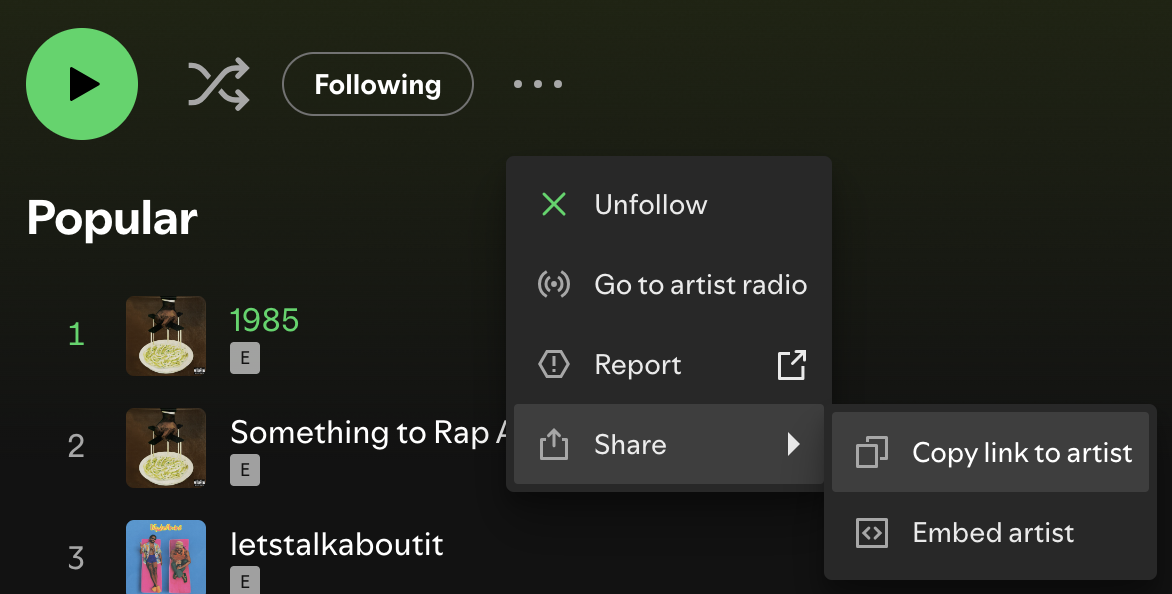 Following
Unfollow
Go to artist radio
Report
Share
Copy link to artist
Embed artist
Popular
1
1985
E
2
Something to Rap
E
3
letstalkaboutit
E